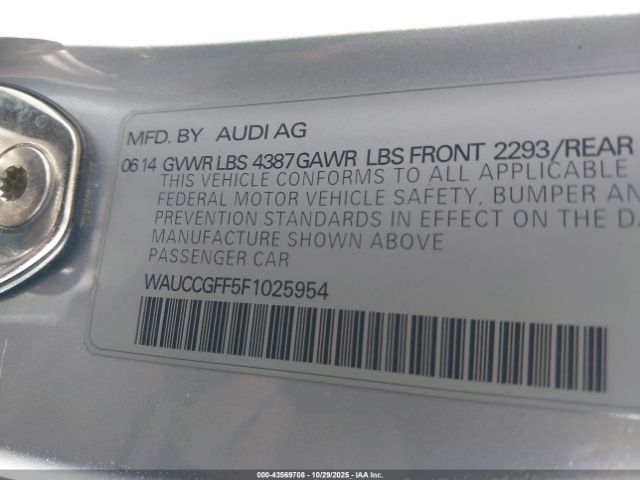 MFD. BY AUDI AG
0614 GVWR LBS 4387 GAWR LBS FRONT 2293/REAR
THIS VEHICLE CONFORMS TO ALL APPLICABLE
FEDERAL MOTOR VEHICLE SAFETY, BUMPER AN
PREVENTION STANDARDS IN EFFECT ON THE DA
MANUFACTURE SHOWN ABOVE
PASSENGER CAR
WAUCCGFF5F1025954
000-43569708 | 10/29/2025 - IAA Inc.